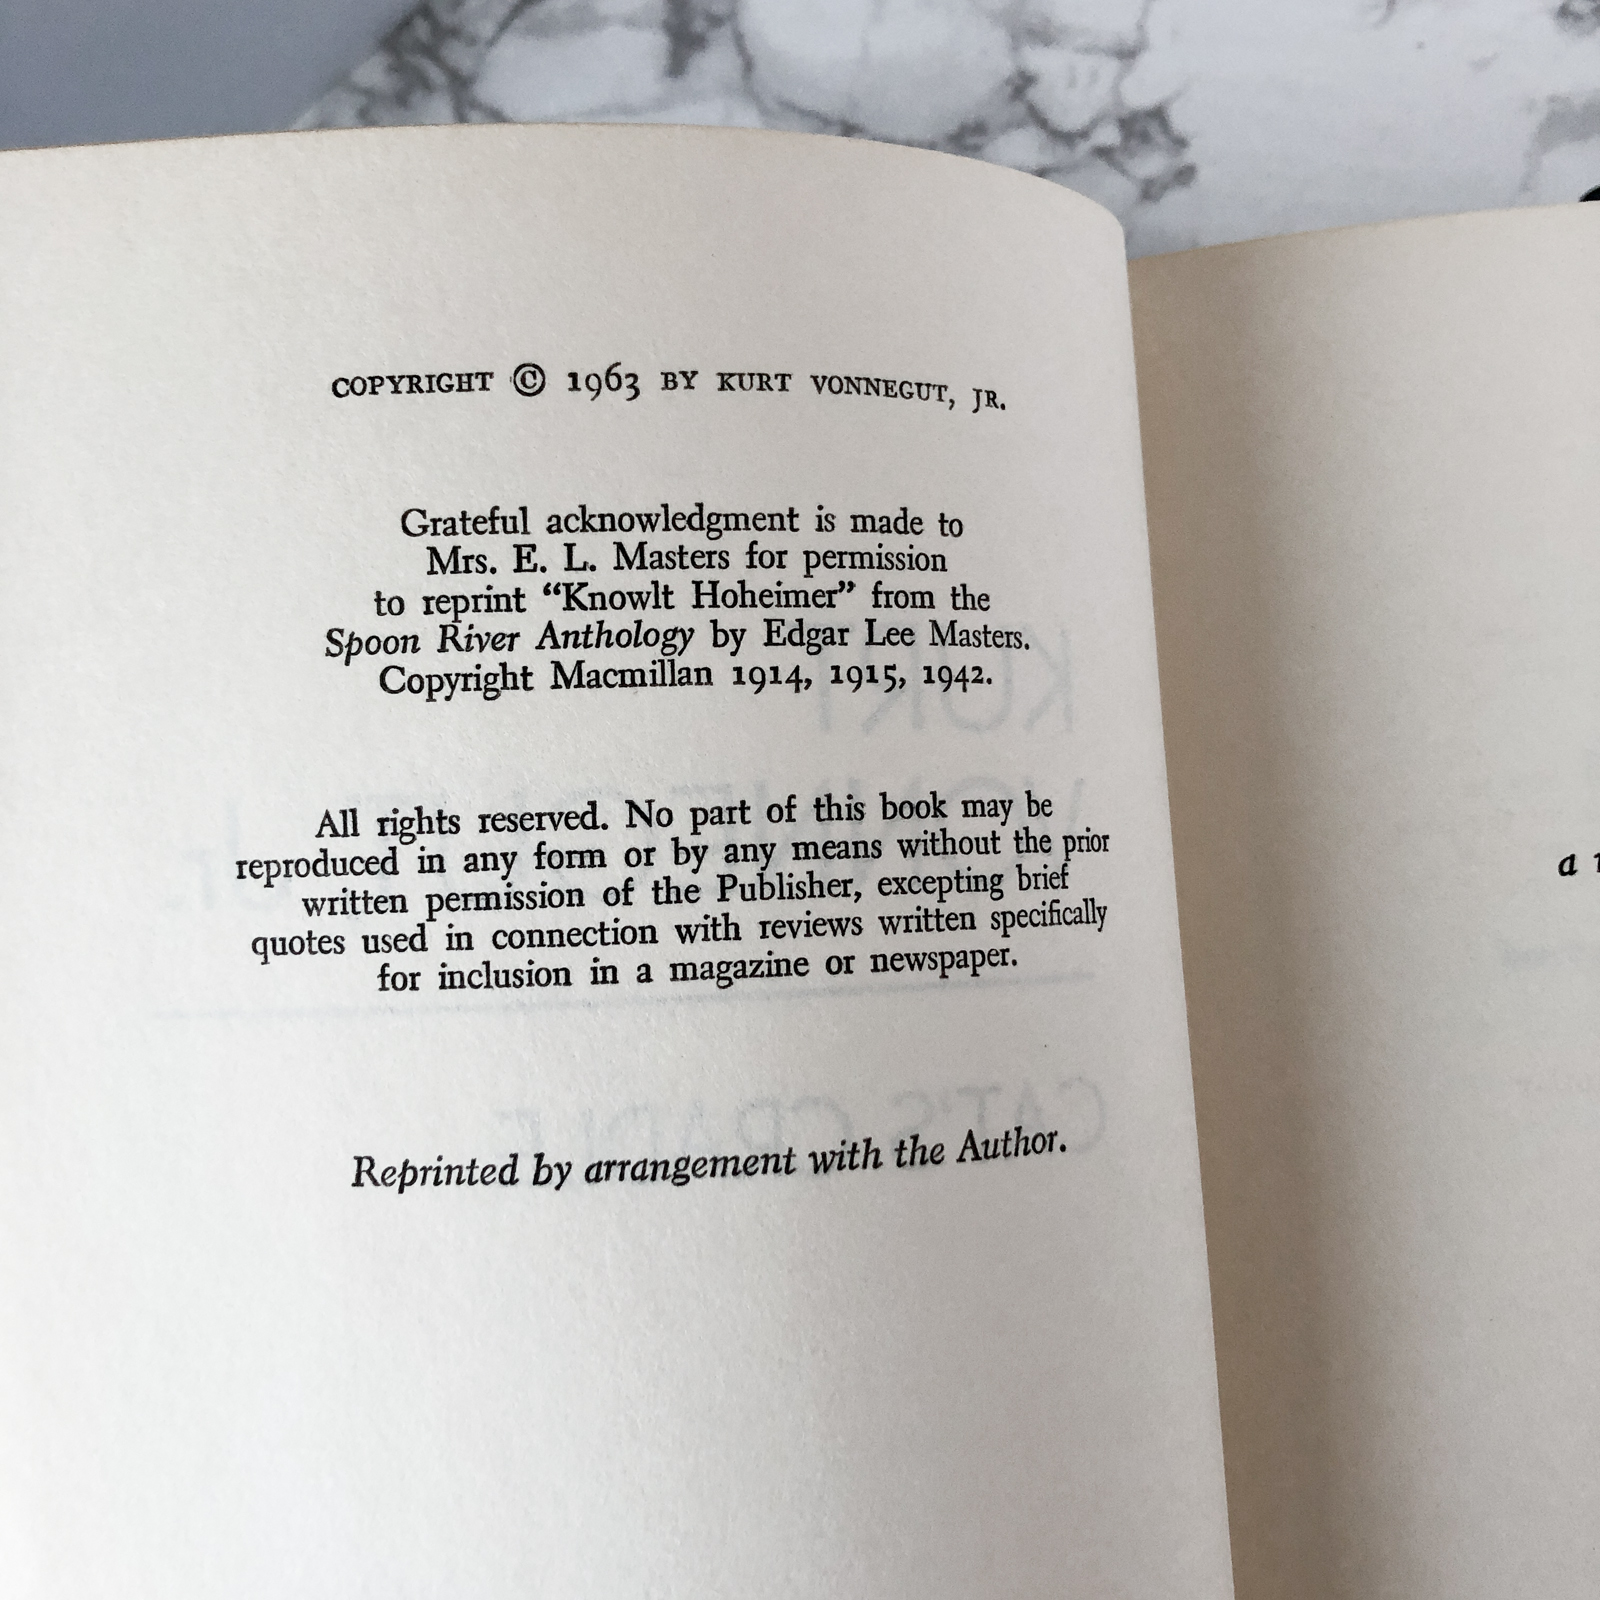 COPYRIGHT © 1963 BY KURT VONNEGUT, JR.
Grateful acknowledgment is made to
Mrs. E. L. Masters for permission
to reprint “Knowlt Hoheimer” from the
Spoon River Anthology by Edgar Lee Masters.
Copyright Macmillan 1914, 1915, 1942.
All rights reserved. No part of this book may be
reproduced in any form or by any means without the prior
written permission of the Publisher, excepting brief
quotes used in connection with reviews written specifically
for inclusion in a magazine or newspaper.
Reprinted by arrangement with the Author.
KURT
CAT'S CRADLE
a